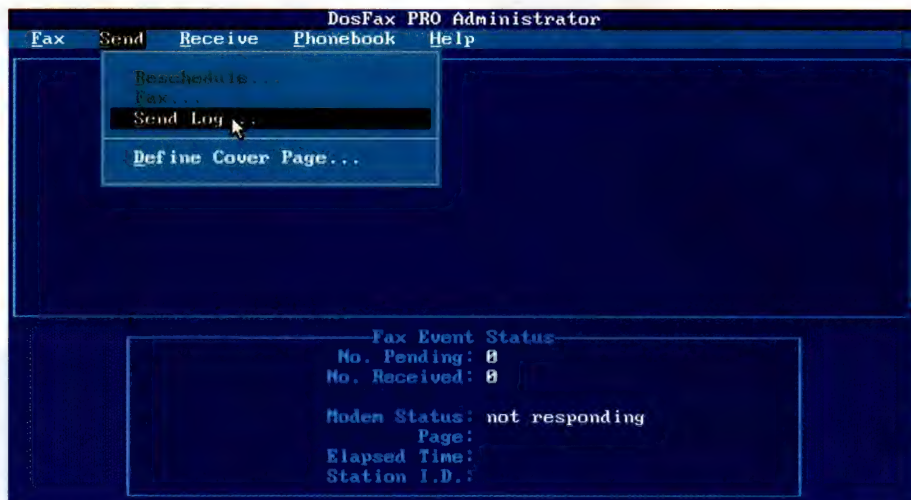 DosFax PRO Administrator
Fax Send Receive Phonebook Help
Reschedule...
Fax...
Send Log...
Define Cover Page...
Fax Event Status
No. Pending: 0
No. Received: 0
Modem Status: not responding
Page:
Elapsed Time:
Station I.D.: